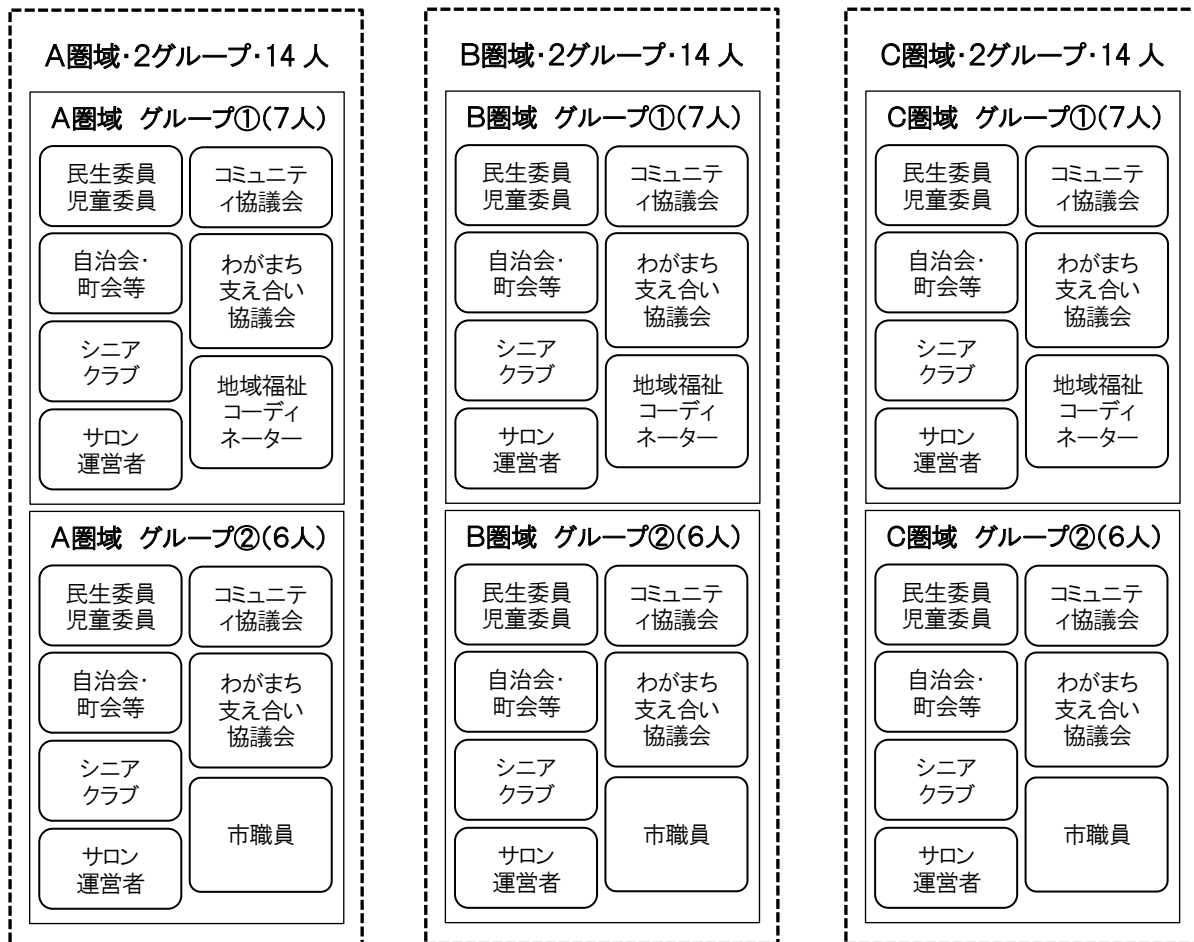 A圏域・2グループ・14人
A圏域 グループ①(7人)
民生委員
児童委員
コミュニテ
ィ協議会
自治会・
町会等
わがまち
支え合い
協議会
シニア
クラブ
地域福祉
コーディ
ネーター
サロン
運営者
A圏域 グループ②(6人)
民生委員
児童委員
コミュニテ
ィ協議会
自治会・
町会等
わがまち
支え合い
協議会
シニア
クラブ
市職員
サロン
運営者
B圏域・2グループ・14人
B圏域 グループ①(7人)
民生委員
児童委員
コミュニテ
ィ協議会
自治会・
町会等
わがまち
支え合い
協議会
シニア
クラブ
地域福祉
コーディ
ネーター
サロン
運営者
B圏域 グループ②(6人)
民生委員
児童委員
コミュニテ
ィ協議会
自治会・
町会等
わがまち
支え合い
協議会
シニア
クラブ
市職員
サロン
運営者
C圏域・2グループ・14人
C圏域 グループ①(7人)
民生委員
児童委員
コミュニテ
ィ協議会
自治会・
町会等
わがまち
支え合い
協議会
シニア
クラブ
地域福祉
コーディ
ネーター
サロン
運営者
C圏域 グループ②(6人)
民生委員
児童委員
コミュニテ
ィ協議会
自治会・
町会等
わがまち
支え合い
協議会
シニア
クラブ
市職員
サロン
運営者